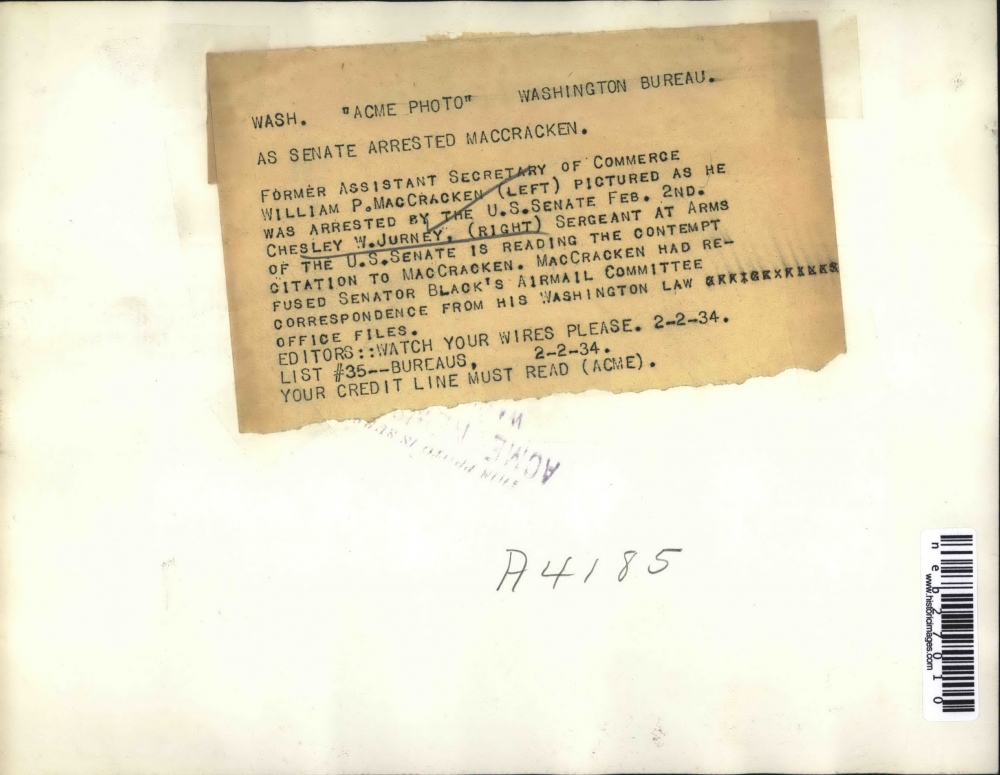 WASH. "ACME PHOTO" WASHINGTON BUREAU.
AS SENATE ARRESTED MACCRACKEN.
FORMER ASSISTANT SECRETARY OF COMMERCE
WILLIAM P.MACCRACKEN (LEFT) PICTURED AS HE
WAS ARRESTED BY THE U.S.SENATE FEB. 2ND.
CHESLEY W.JURNEY, (RIGHT) SERGEANT AT ARMS
OF THE U.S.SENATE IS READING THE CONTEMPT
CITATION TO MACCRACKEN. MACCRACKEN HAD RE-
FUSED SENATOR BLACK'S AIRMAIL COMMITTEE
CORRESPONDENCE FROM HIS WASHINGTON LAW
OFFICE FILES.
EDITORS::WATCH YOUR WIRES PLEASE. 2-2-34.
LIST #35--BUREAUS, 2-2-34.
YOUR CREDIT LINE MUST READ (ACME).
ACME
A4185
neb27010
www.historicimages.com